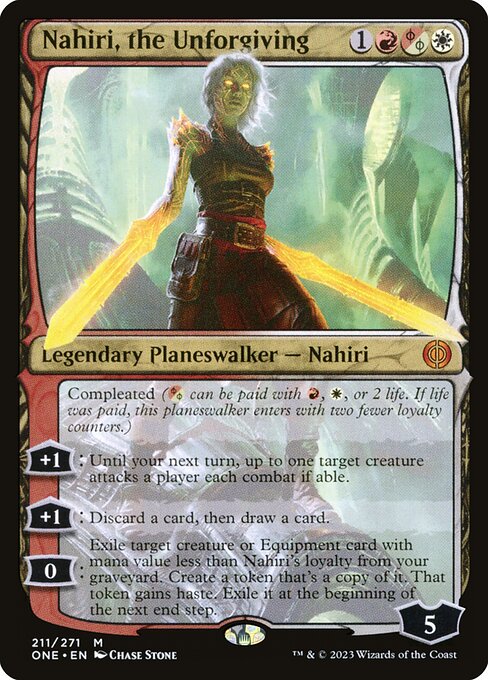 Nahiri, the Unforgiving 1
Legendary Planeswalker — Nahiri
Compleated ( can be paid with , , or 2 life. If life
was paid, this planeswalker enters with two fewer loyalty
counters.)
+1 : Until your next turn, up to one target creature
attacks a player each combat if able.
+1 : Discard a card, then draw a card.
Exile target creature or Equipment card with
mana value less than Nahiri's loyalty from your
0 : graveyard. Create a token that's a copy of it. That
token gains haste. Exile it at the beginning of
the next end step.
5
211/271 M
ONE • EN CHASE STONE ™ & © 2023 Wizards of the Coast